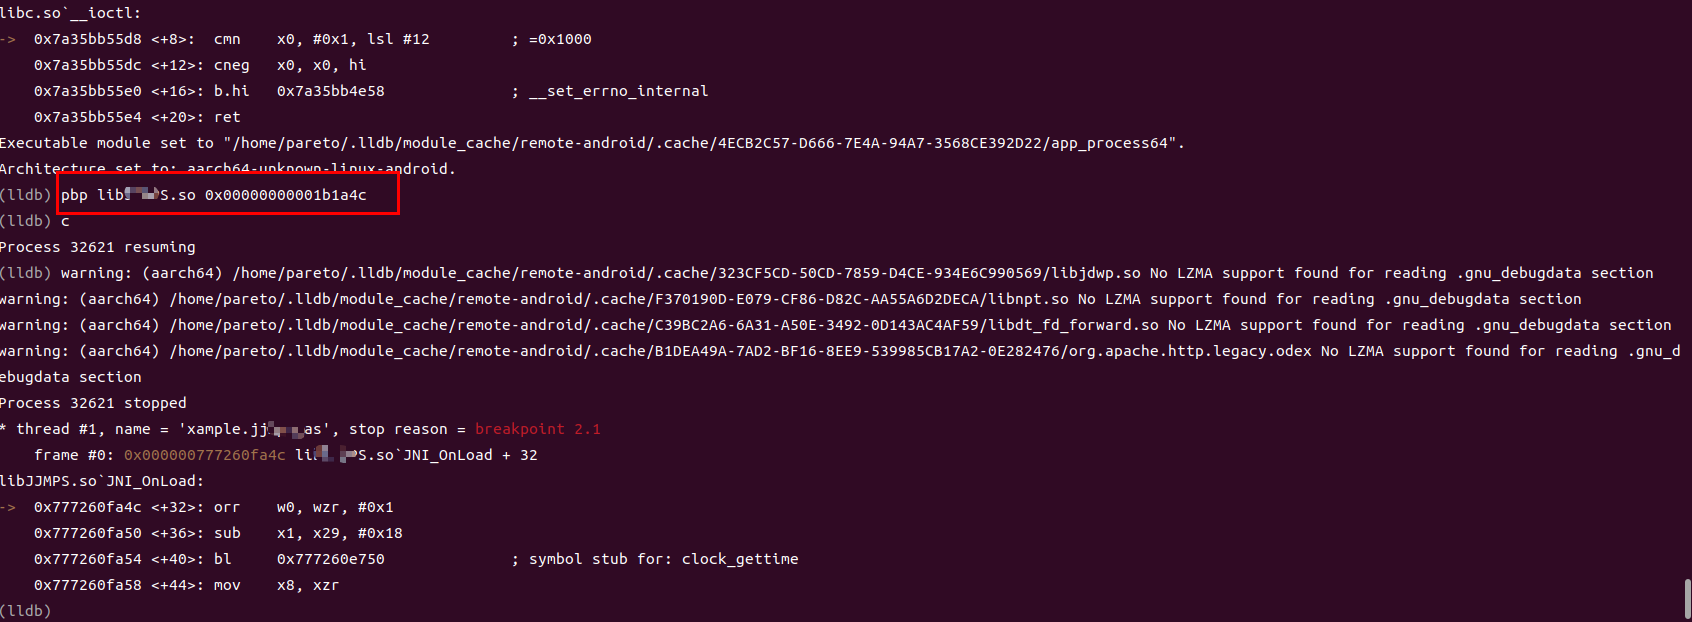 libc.so`__ioctl:
->  0x7a35bb55d8 <+8>:  cmn    x0, #0x1, lsl #12         ; =0x1000
    0x7a35bb55dc <+12>: cneg   x0, x0, hi
    0x7a35bb55e0 <+16>: b.hi   0x7a35bb4e58              ; __set_errno_internal
    0x7a35bb55e4 <+20>: ret
Executable module set to "/home/pareto/.lldb/module_cache/remote-android/.cache/4ECB2C57-D666-7E4A-94A7-3568CE392D22/app_process64".
Architecture set to: aarch64-unknown-linux-android.
(lldb) pbp lib S.so 0x00000000001b1a4c
(lldb) c
Process 32621 resuming
(lldb) warning: (aarch64) /home/pareto/.lldb/module_cache/remote-android/.cache/323CF5CD-50CD-7859-D4CE-934E6C990569/libjdwp.so No LZMA support found for reading .gnu_debugdata section
warning: (aarch64) /home/pareto/.lldb/module_cache/remote-android/.cache/F370190D-E079-CF86-D82C-AA55A6D2DECA/libnpt.so No LZMA support found for reading .gnu_debugdata section
warning: (aarch64) /home/pareto/.lldb/module_cache/remote-android/.cache/C39BC2A6-6A31-A50E-3492-0D143AC4AF59/libdt_fd_forward.so No LZMA support found for reading .gnu_debugdata section
warning: (aarch64) /home/pareto/.lldb/module_cache/remote-android/.cache/B1DEA49A-7AD2-BF16-8EE9-539985CB17A2-0E282476/org.apache.http.legacy.odex No LZMA support found for reading .gnu_d
ebugdata section
Process 32621 stopped
* thread #1, name = 'xample.jj as', stop reason = breakpoint 2.1
    frame #0: 0x000000777260fa4c li S.so`JNI_OnLoad + 32
libJJMPS.so`JNI_OnLoad:
->  0x777260fa4c <+32>: orr    w0, wzr, #0x1
    0x777260fa50 <+36>: sub    x1, x29, #0x18
    0x777260fa54 <+40>: bl     0x777260e750              ; symbol stub for: clock_gettime
    0x777260fa58 <+44>: mov    x8, xzr
(lldb)